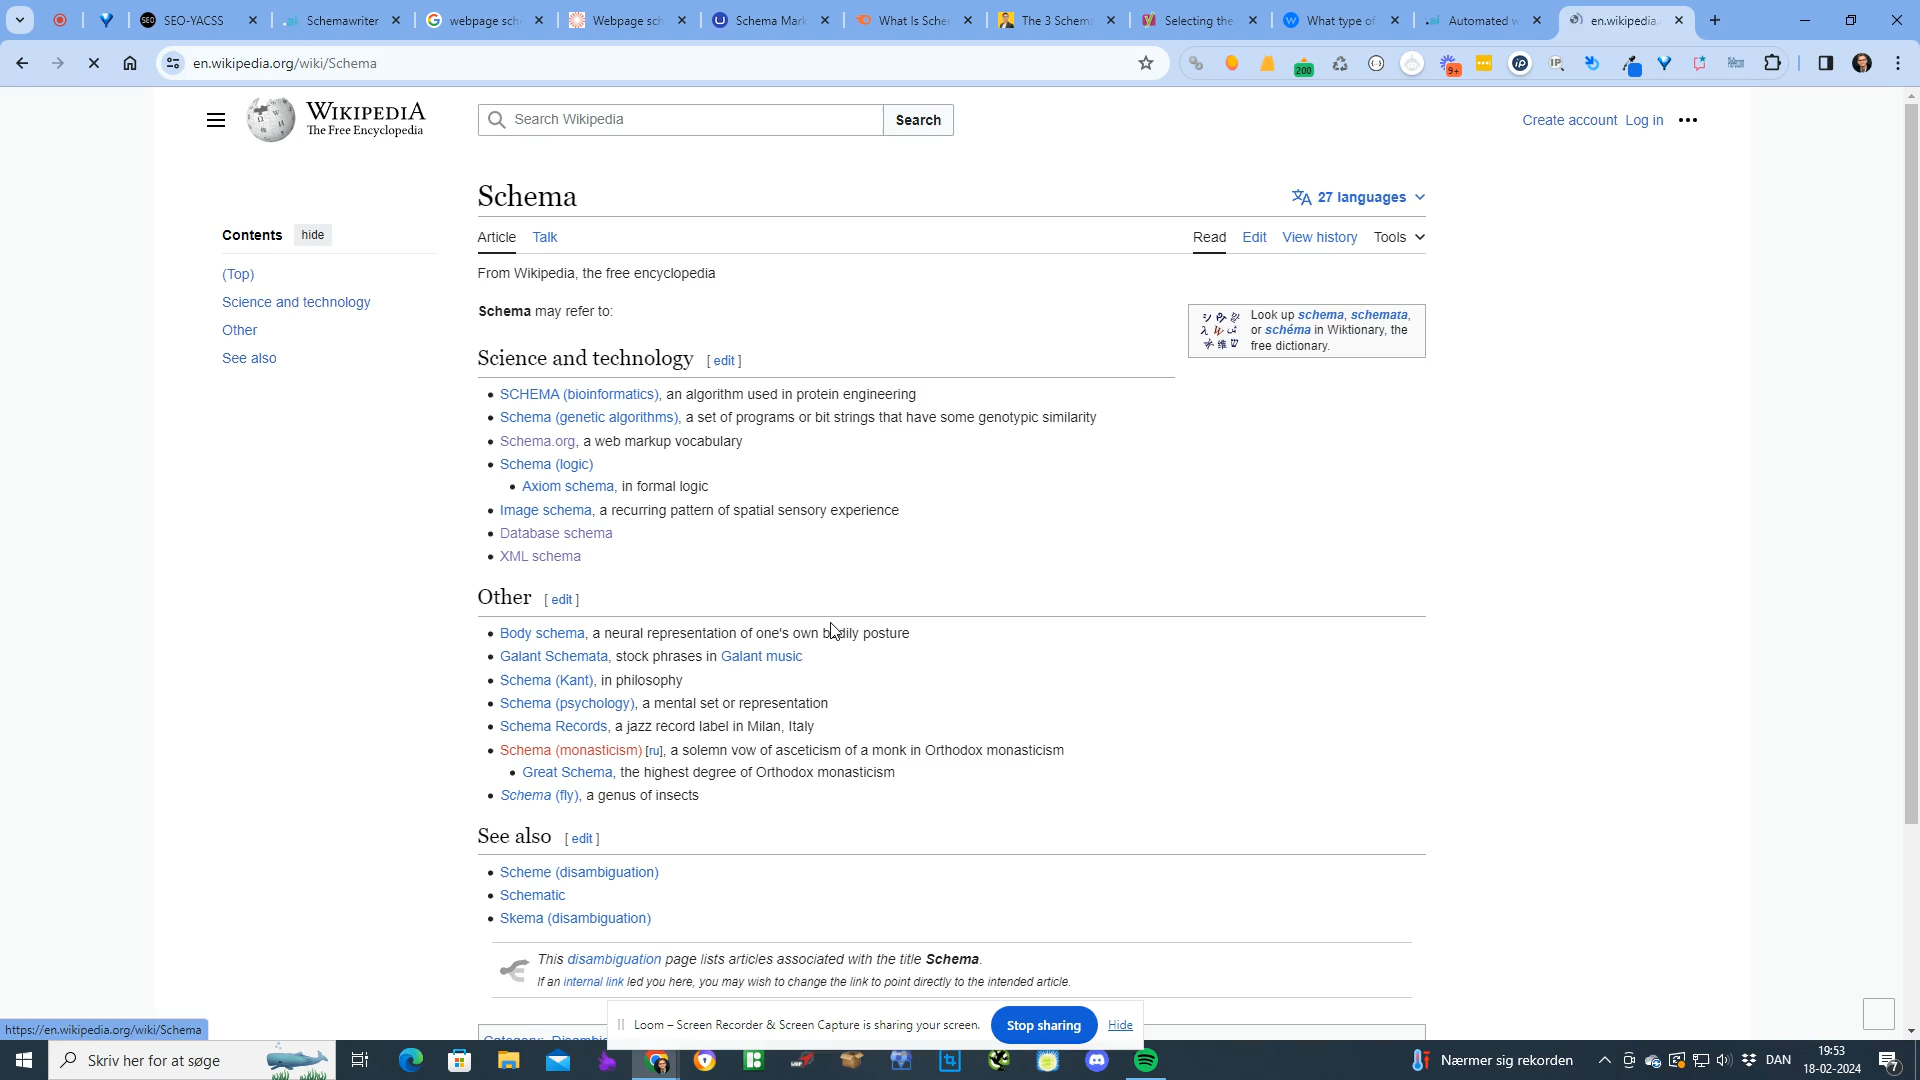 SEO-YACSS
Schemawriter
webpage sch
Webpage sch
Schema Mark
What Is Schem
The 3 Schema
Selecting the
What type of
Automated w
en.wikipedia.
en.wikipedia.org/wiki/Schema
200
9+
WIKIPEDIA
The Free Encyclopedia
Search Wikipedia
Search
Create account Log in
Schema
27 languages
Contents hide
(Top)
Science and technology
Other
See also
Article Talk
Read Edit View history Tools
From Wikipedia, the free encyclopedia
Schema may refer to:
Look up schema, schemata,
or schéma in Wiktionary, the
free dictionary.
Science and technology [ edit ]
SCHEMA (bioinformatics), an algorithm used in protein engineering
Schema (genetic algorithms), a set of programs or bit strings that have some genotypic similarity
Schema.org, a web markup vocabulary
Schema (logic)
Axiom schema, in formal logic
Image schema, a recurring pattern of spatial sensory experience
Database schema
XML schema
Other [ edit ]
Body schema, a neural representation of one's own bodily posture
Galant Schemata, stock phrases in Galant music
Schema (Kant), in philosophy
Schema (psychology), a mental set or representation
Schema Records, a jazz record label in Milan, Italy
Schema (monasticism) [ru], a solemn vow of asceticism of a monk in Orthodox monasticism
Great Schema, the highest degree of Orthodox monasticism
Schema (fly), a genus of insects
See also [ edit ]
Scheme (disambiguation)
Schematic
Skema (disambiguation)
This disambiguation page lists articles associated with the title Schema.
If an internal link led you here, you may wish to change the link to point directly to the intended article.
Loom – Screen Recorder & Screen Capture is sharing your screen. Stop sharing Hide
https://en.wikipedia.org/wiki/Schema
Skriv her for at søge
Nærmer sig rekorden
DAN
19:53
18-02-2024
7